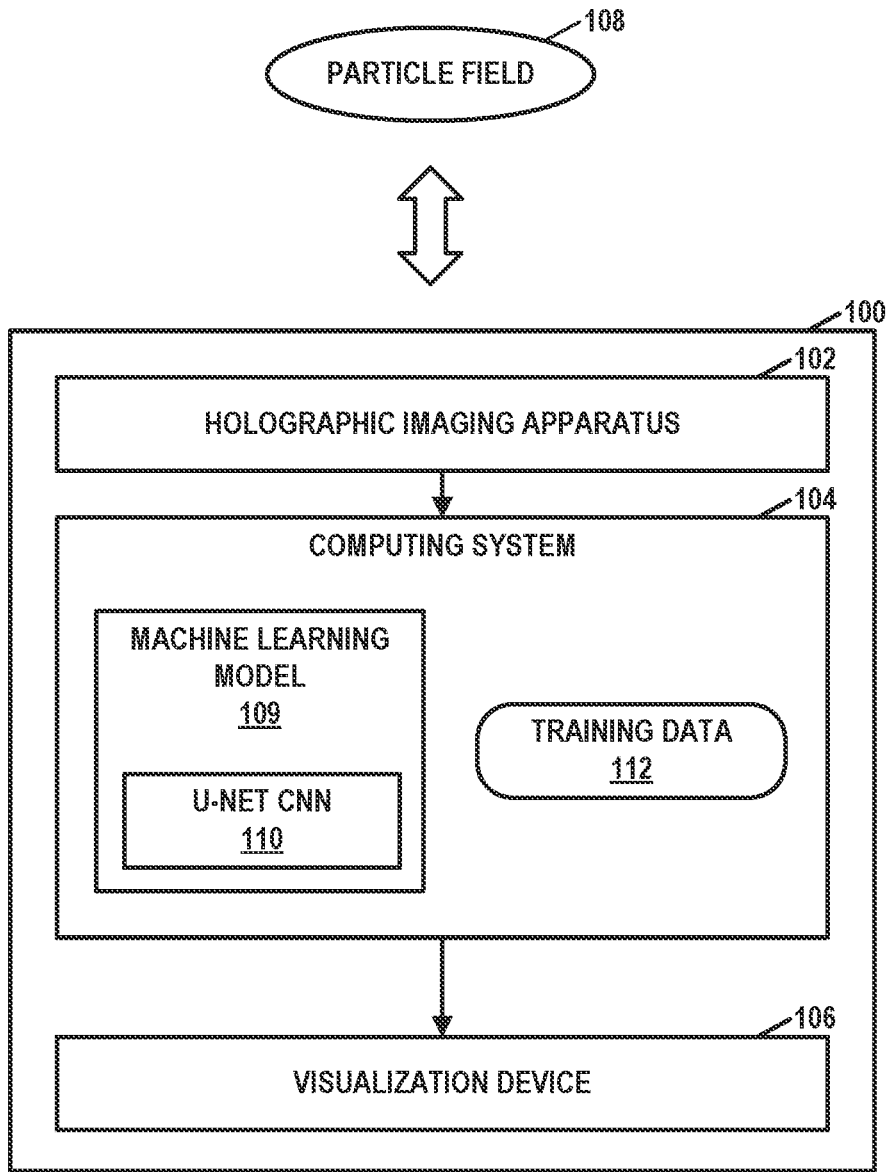 108
PARTICLE FIELD
100
102
HOLOGRAPHIC IMAGING APPARATUS
104
COMPUTING SYSTEM
MACHINE LEARNING
MODEL
109
U-NET CNN
110
TRAINING DATA
112
106
VISUALIZATION DEVICE